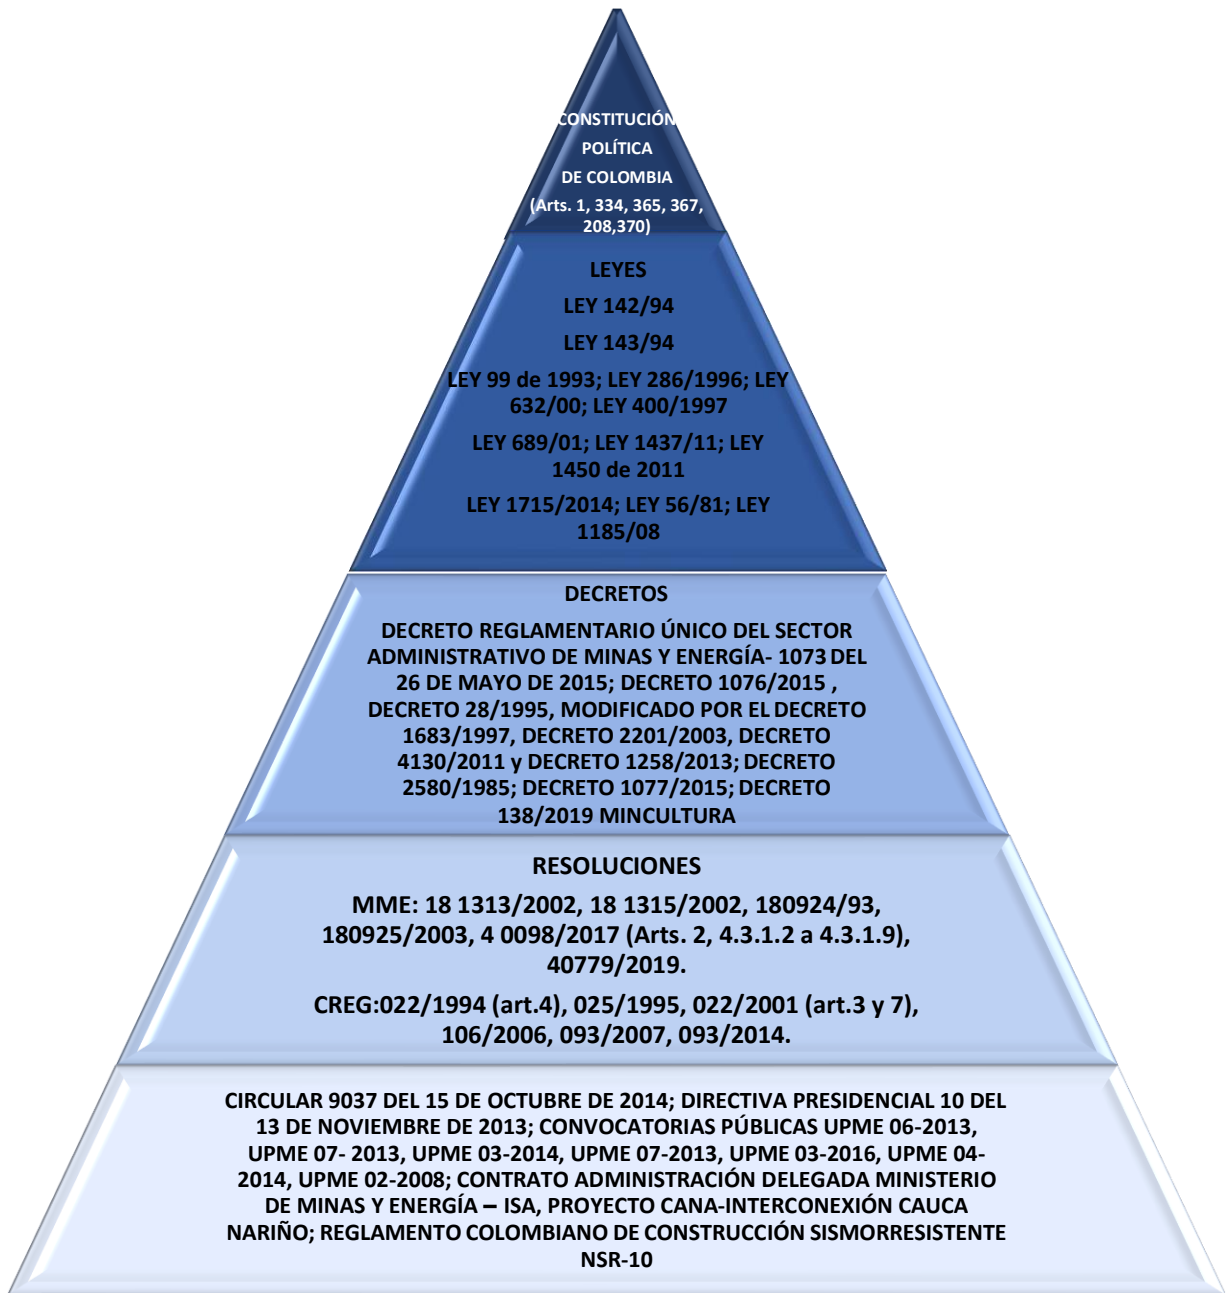 CONSTITUCIÓN
POLÍTICA
DE COLOMBIA
(Arts. 1, 334, 365, 367,
208,370)
LEYES
LEY 142/94
LEY 143/94
LEY 99 de 1993; LEY 286/1996; LEY
632/00; LEY 400/1997
LEY 689/01; LEY 1437/11; LEY
1450 de 2011
LEY 1715/2014; LEY 56/81; LEY
1185/08
DECRETOS
DECRETO REGLAMENTARIO ÚNICO DEL SECTOR
ADMINISTRATIVO DE MINAS Y ENERGÍA- 1073 DEL
26 DE MAYO DE 2015; DECRETO 1076/2015 ,
DECRETO 28/1995, MODIFICADO POR EL DECRETO
1683/1997, DECRETO 2201/2003, DECRETO
4130/2011 y DECRETO 1258/2013; DECRETO
2580/1985; DECRETO 1077/2015; DECRETO
138/2019 MINCULTURA
RESOLUCIONES
MME: 18 1313/2002, 18 1315/2002, 180924/93,
180925/2003, 4 0098/2017 (Arts. 2, 4.3.1.2 a 4.3.1.9),
40779/2019.
CREG:022/1994 (art.4), 025/1995, 022/2001 (art.3 y 7),
106/2006, 093/2007, 093/2014.
CIRCULAR 9037 DEL 15 DE OCTUBRE DE 2014; DIRECTIVA PRESIDENCIAL 10 DEL
13 DE NOVIEMBRE DE 2013; CONVOCATORIAS PÚBLICAS UPME 06-2013,
UPME 07- 2013, UPME 03-2014, UPME 07-2013, UPME 03-2016, UPME 04-
2014, UPME 02-2008; CONTRATO ADMINISTRACIÓN DELEGADA MINISTERIO
DE MINAS Y ENERGÍA – ISA, PROYECTO CANA-INTERCONEXIÓN CAUCA
NARIÑO; REGLAMENTO COLOMBIANO DE CONSTRUCCIÓN SISMORRESISTENTE
NSR-10